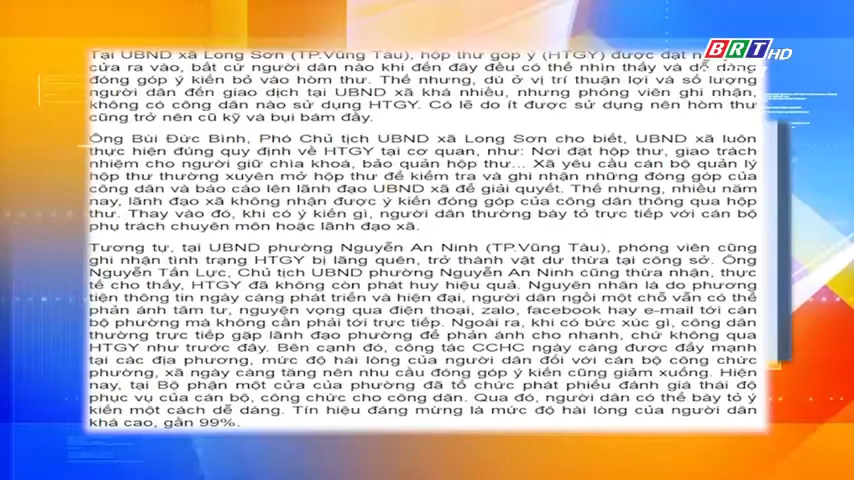 BRT HD
Tại UBND xã Long Sơn (TP.Vũng Tàu), hộp thư góp ý (HTGY) được đặt
cửa ra vào, bất cứ người dân nào khi đến đây đều có thể nhìn thấy và dễ dàng
đóng góp ý kiến bỏ vào hòm thư. Thế nhưng, dù ở vị trí thuận lợi và số lượng
người dân đến giao dịch tại UBND xã khá nhiều, nhưng phóng viên ghi nhận,
không có công dân nào sử dụng HTGY. Có lẽ do ít được sử dụng nên hòm thư
cũng trở nên cũ kỹ và bụi bám đầy.
Ông Bùi Đức Bình, Phó Chủ tịch UBND xã Long Sơn cho biết, UBND xã luôn
thực hiện đúng quy định về HTGY tại cơ quan, như: Nơi đặt hộp thư, giao trách
nhiệm cho người giữ chìa khoá, bảo quản hộp thư... Xã yêu cầu cán bộ quản lý
hộp thư thường xuyên mở hộp thư để kiểm tra và ghi nhận những đóng góp của
công dân và báo cáo lên lãnh đạo UBND xã để giải quyết. Thế nhưng, nhiều năm
nay, lãnh đạo xã không nhận được ý kiến đóng góp của công dân thông qua hộp
thư. Thay vào đó, khi có ý kiến gì, người dân thường bày tỏ trực tiếp với cán bộ
phụ trách chuyên môn hoặc lãnh đạo xã.
Tương tự, tại UBND phường Nguyễn An Ninh (TP.Vũng Tàu), phóng viên cũng
ghi nhận tình trạng HTGY bị lãng quên, trở thành vật dư thừa tại công sở. Ông
Nguyễn Tấn Lực, Chủ tịch UBND phường Nguyễn An Ninh cũng thừa nhận, thực
tế cho thấy, HTGY đã không còn phát huy hiệu quả. Nguyên nhân là do phương
tiện thông tin ngày càng phát triển và hiện đại, người dân ngồi một chỗ vẫn có thể
phản ánh tâm tư, nguyện vọng qua điện thoại, zalo, facebook hay e-mail tới cán
bộ phường mà không cần phải tới trực tiếp. Ngoài ra, khi có bức xúc gì, công dân
thường trực tiếp gặp lãnh đạo phường để phản ánh cho nhanh, chứ không qua
HTGY như trước đây. Bên cạnh đó, công tác CCHC ngày càng được đẩy mạnh
tại các địa phương, mức độ hài lòng của người dân đối với cán bộ công chức
phường, xã ngày càng tăng nên nhu cầu đóng góp ý kiến cũng giảm xuống. Hiện
nay, tại Bộ phận một cửa của phường đã tổ chức phát phiếu đánh giá thái độ
phục vụ của cán bộ, công chức cho công dân. Qua đó, người dân có thể bày tỏ ý
kiến một cách dễ dàng. Tín hiệu đáng mừng là mức độ hài lòng của người dân
khá cao, gần 99%.